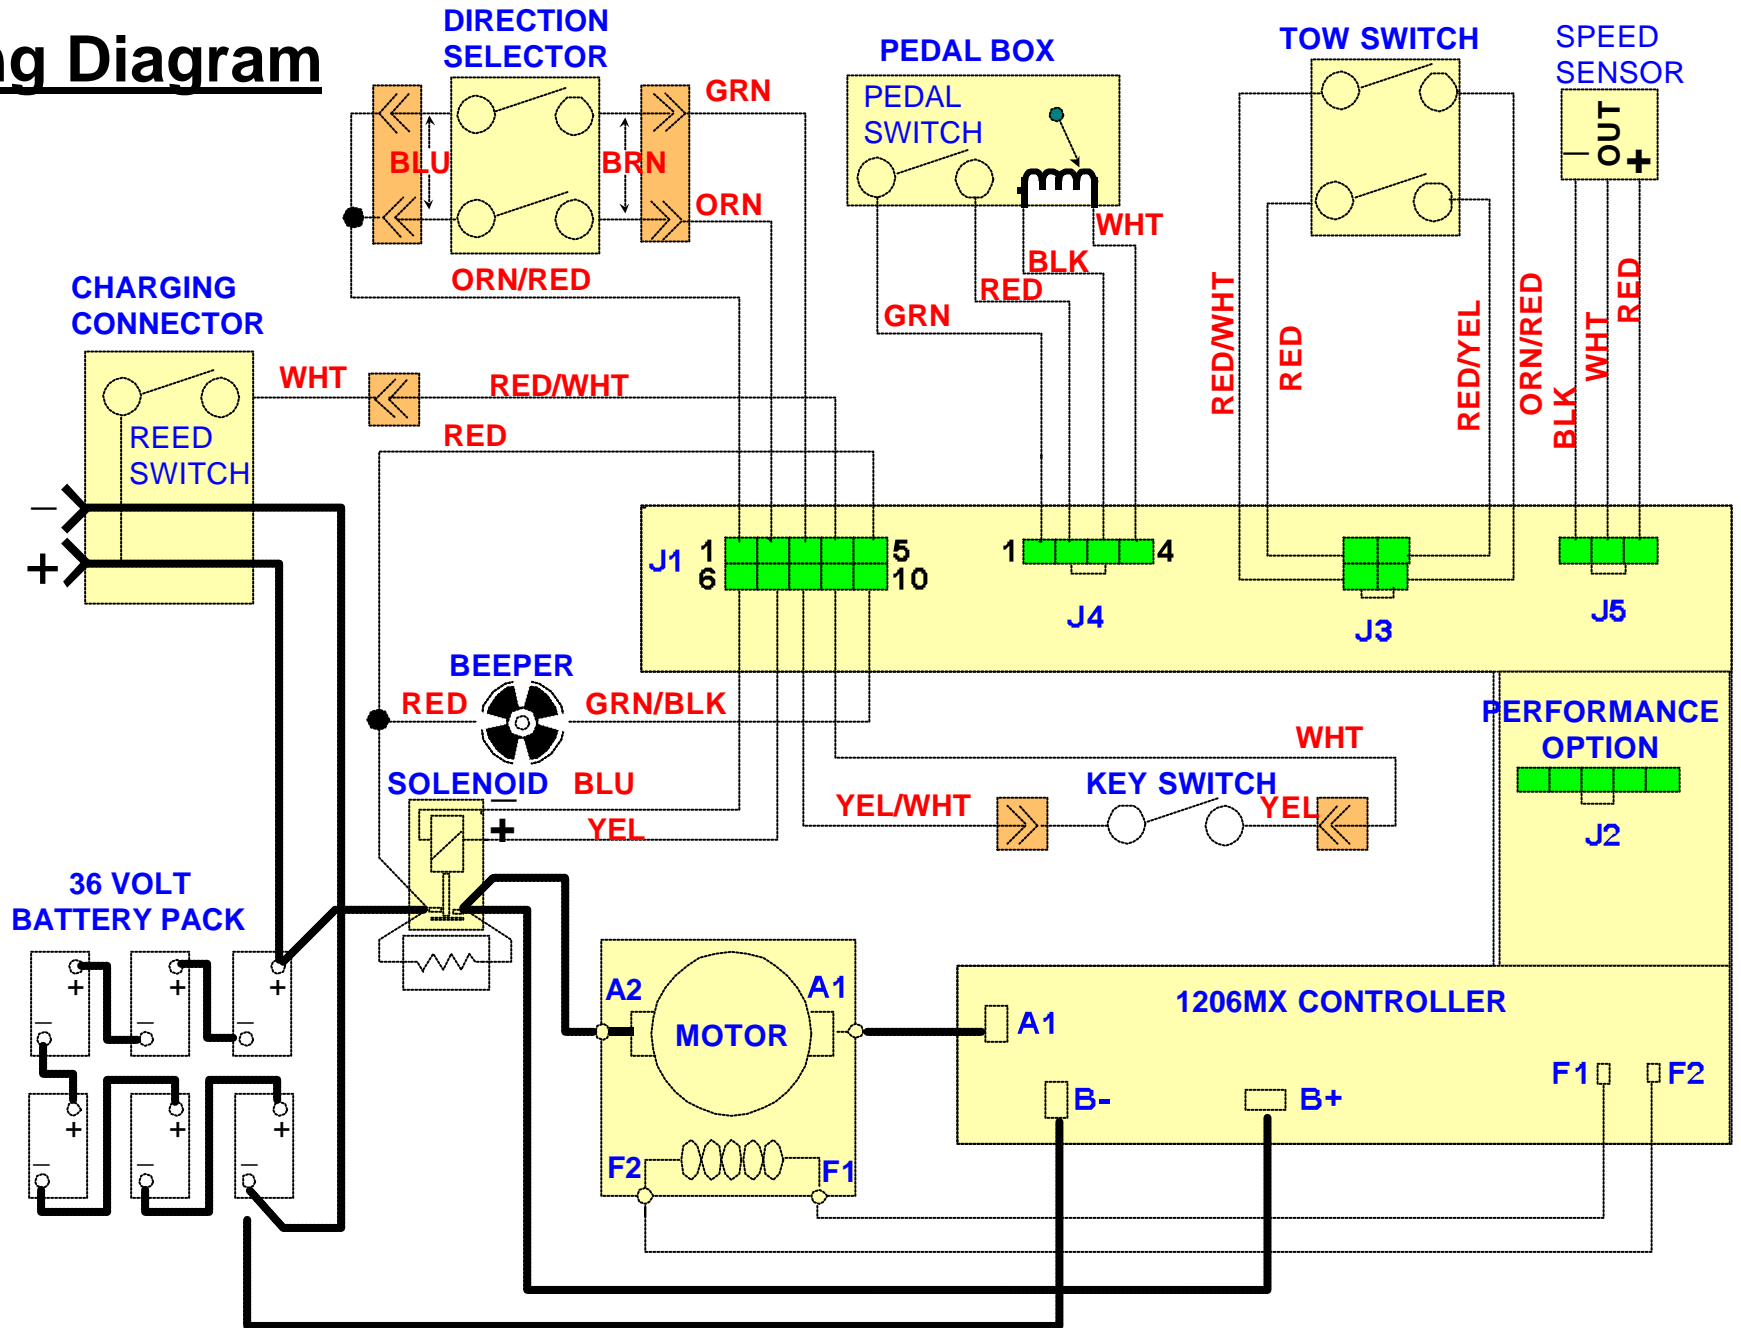 ng Diagram
DIRECTION
SELECTOR
PEDAL BOX
TOW SWITCH
SPEED
SENSOR
GRN
PEDAL
SWITCH
— OUT +
BLU
BRN
ORN
WHT
BLK
ORN/RED
RED
GRN
RED/WHT
RED
RED/YEL
ORN/RED
BLK
WHT
RED
CHARGING
CONNECTOR
WHT
RED/WHT
RED
REED
SWITCH
—
+
J1
1
5
6
10
1
4
J4
J3
J5
BEEPER
RED
GRN/BLK
PERFORMANCE
OPTION
WHT
SOLENOID
BLU
—
+
YEL
YEL/WHT
KEY SWITCH
YEL
J2
36 VOLT
BATTERY PACK
+ + +
— — —
+ + +
— — —
A2
A1
MOTOR
F2
F1
1206MX CONTROLLER
A1
B-
B+
F1
F2